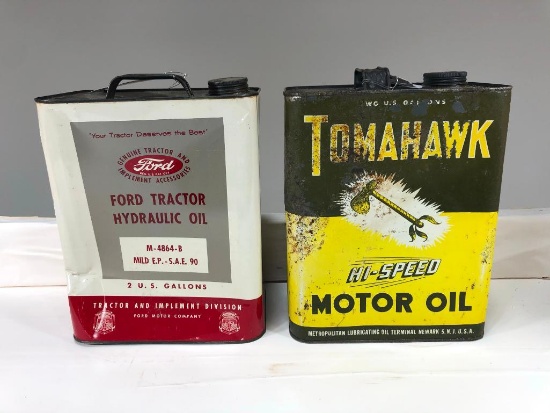 "Your Tractor Deserves the Best"
GENUINE TRACTOR AND
Ford
IMPLEMENT ACCESSORIES
FORD TRACTOR
HYDRAULIC OIL
M-4864-B
MILD E.P. - S.A.E. 90
2 U.S. GALLONS
TRACTOR AND IMPLEMENT DIVISION
FORD MOTOR COMPANY
TWO U.S. GALLONS
TOMAHAWK
HI-SPEED
MOTOR OIL
METROPOLITAN LUBRICATING OIL TERMINAL NEWARK 5, N.J. U.S.A.